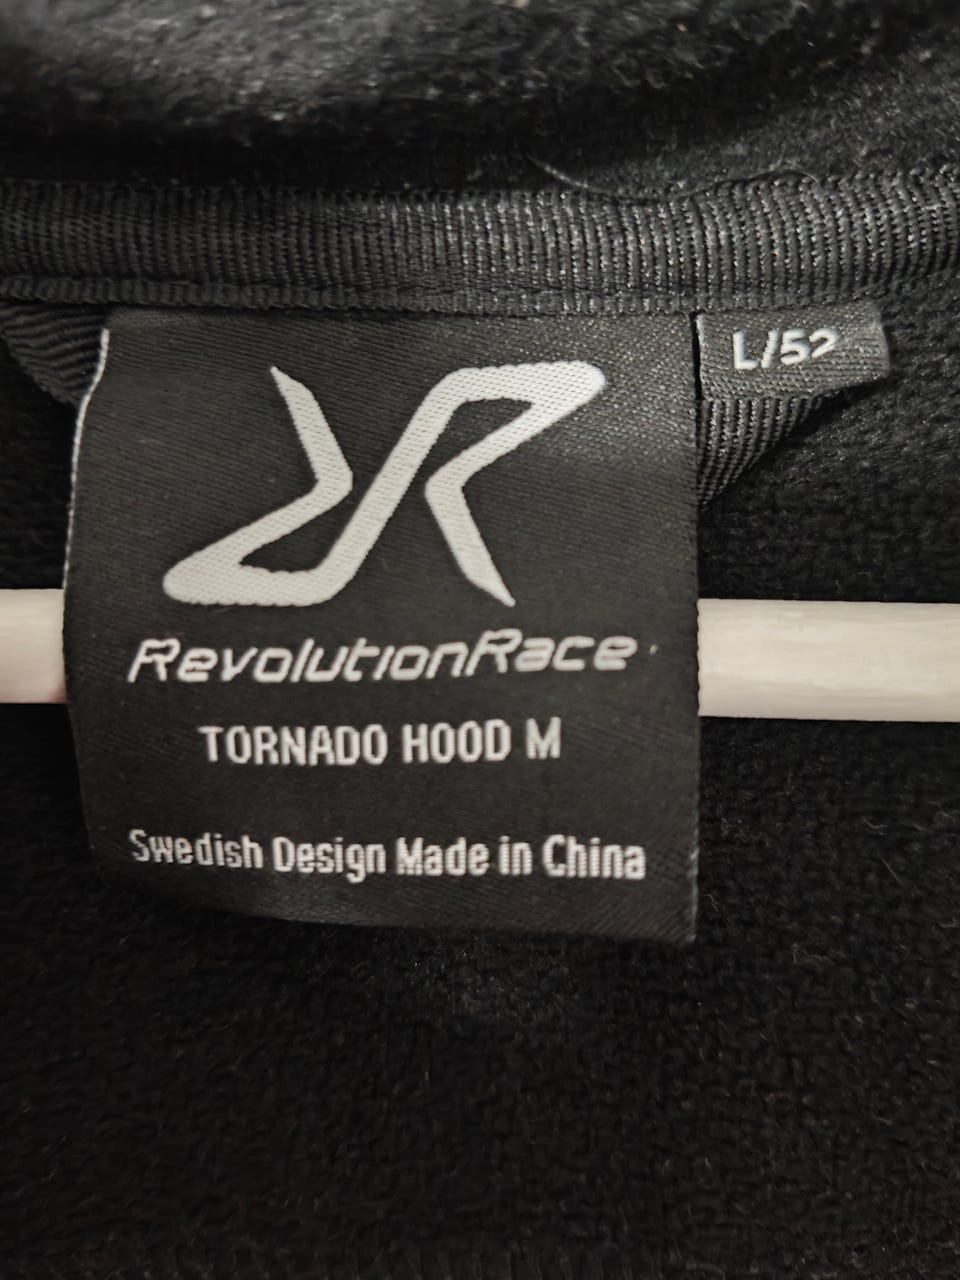 L/52
RevolutionRace
TORNADO HOOD M
Swedish Design Made in China